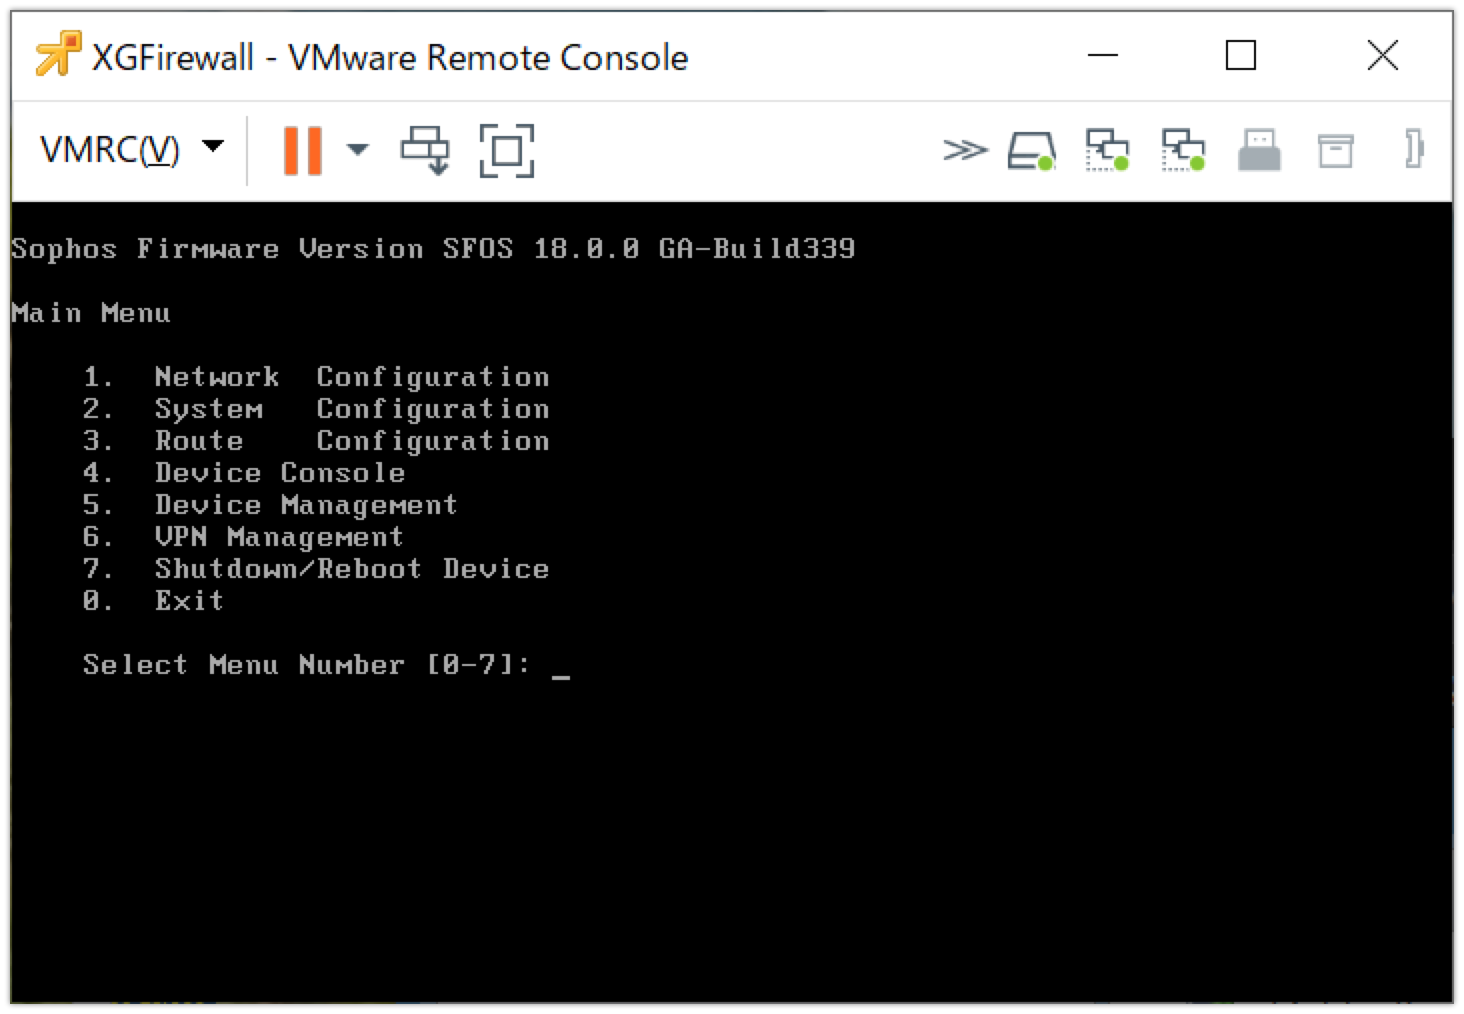 XGFirewall - VMware Remote Console
VMRC(V)
Sophos Firmware Version SFOS 18.0.0 GA-Build339
Main Menu
1. Network Configuration
2. System Configuration
3. Route Configuration
4. Device Console
5. Device Management
6. VPN Management
7. Shutdown/Reboot Device
0. Exit
Select Menu Number [0-7]: _